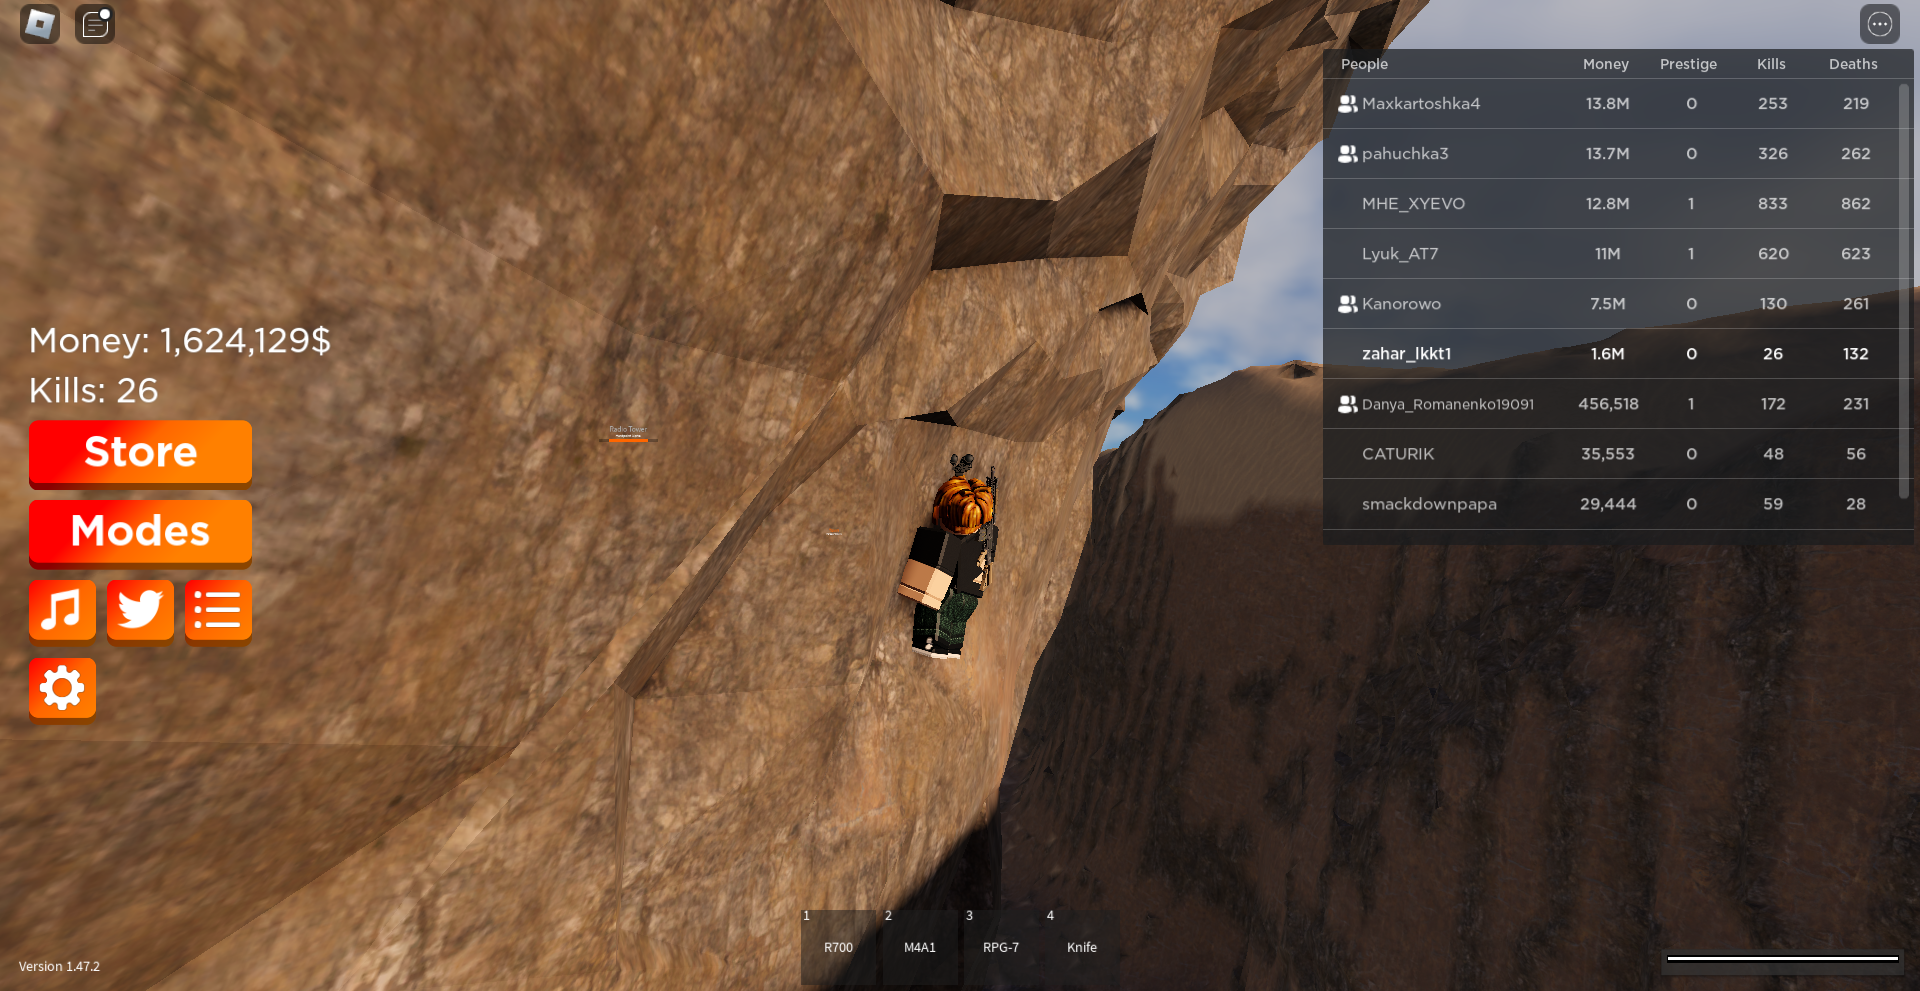 People Money Prestige Kills Deaths
Maxkartoshka4 13.8M 0 253 219
pahuchka3 13.7M 0 326 262
MHE_XYEVO 12.8M 1 833 862
Lyuk_AT7 11M 1 620 623
Kanorowo 7.5M 0 130 261
zahar_lkkt1 1.6M 0 26 132
Danya_Romanenko19091 456,518 1 172 231
CATURIK 35,553 0 48 56
smackdownpapa 29,444 0 59 28
Money: 1,624,129$
Kills: 26
Store
Modes
Radio Tower
1 2 3 4
R700 M4A1 RPG-7 Knife
Version 1.47.2